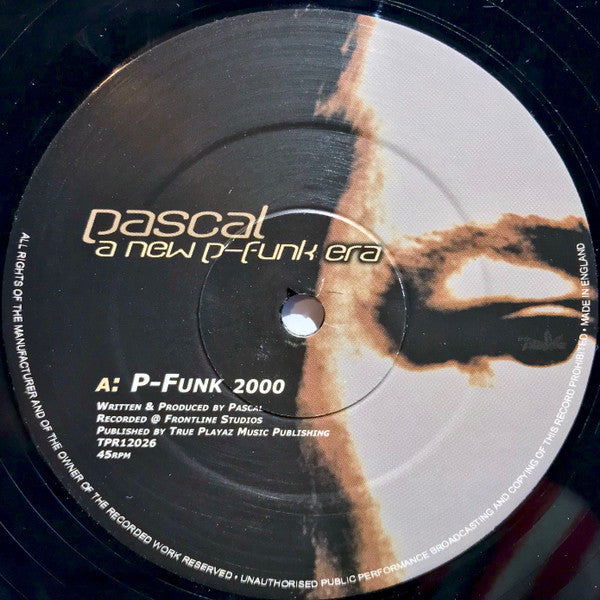 pascal
a new p-funk era
A: P-Funk 2000
Written & Produced by Pascal
Recorded @ Frontline Studios
Published by True Playaz Music Publishing
TPR12026
45rpm
ALL RIGHTS OF THE MANUFACTURER AND OF THE OWNER OF THE RECORDED WORK RESERVED • UNAUTHORISED PUBLIC PERFORMANCE BROADCASTING AND COPYING OF THIS RECORD PROHIBITED • MADE IN ENGLAND